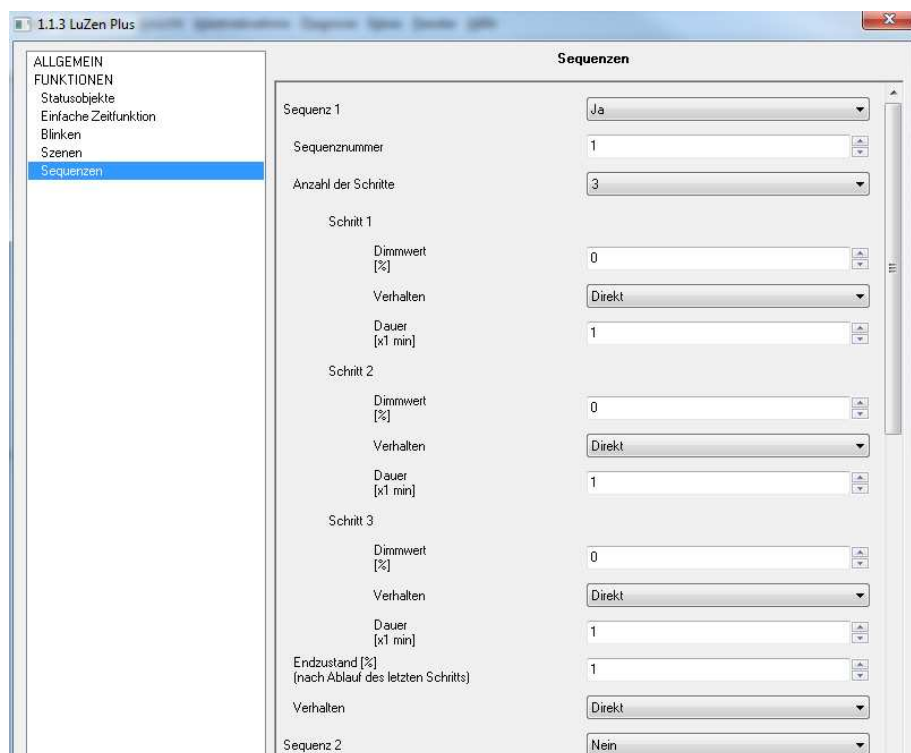 1.1.3 LuZen Plus
ALLGEMEIN
FUNKTIONEN
Statusobjekte
Einfache Zeitfunktion
Blinken
Szenen
Sequenzen
Sequenzen
Sequenz 1 Ja
Sequenznummer 1
Anzahl der Schritte 3
Schritt 1
Dimmwert
[%] 0
Verhalten Direkt
Dauer
[x1 min] 1
Schritt 2
Dimmwert
[%] 0
Verhalten Direkt
Dauer
[x1 min] 1
Schritt 3
Dimmwert
[%] 0
Verhalten Direkt
Dauer
[x1 min] 1
Endzustand [%]
(nach Ablauf des letzten Schritts) 1
Verhalten Direkt
Sequenz 2 Nein